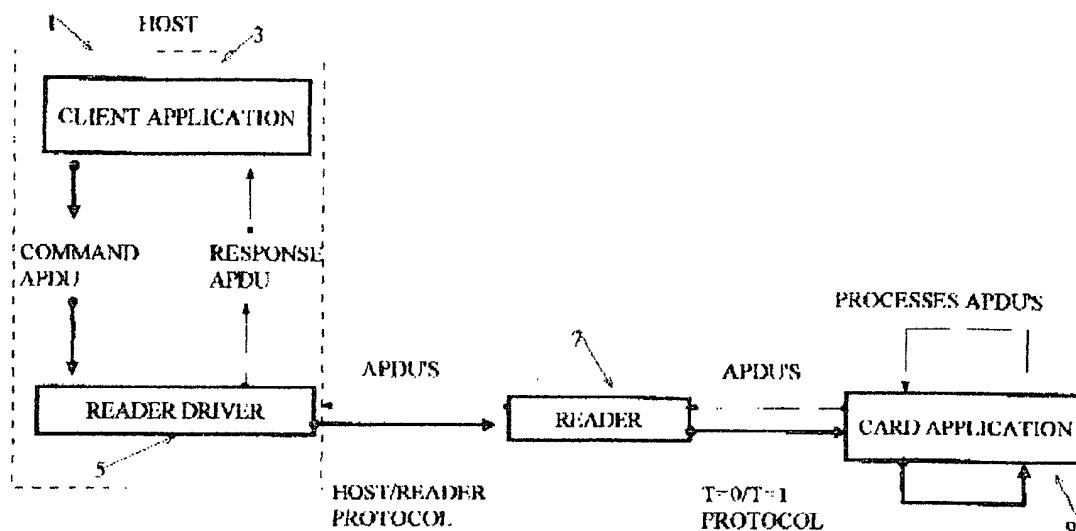 1
HOST
3
CLIENT APPLICATION
COMMAND
APDU
RESPONSE
APDU
PROCESSES APDU'S
7
APDU'S
APDU'S
READER DRIVER
READER
CARD APPLICATION
5
HOST/READER
PROTOCOL
T=0/T=1
PROTOCOL
9